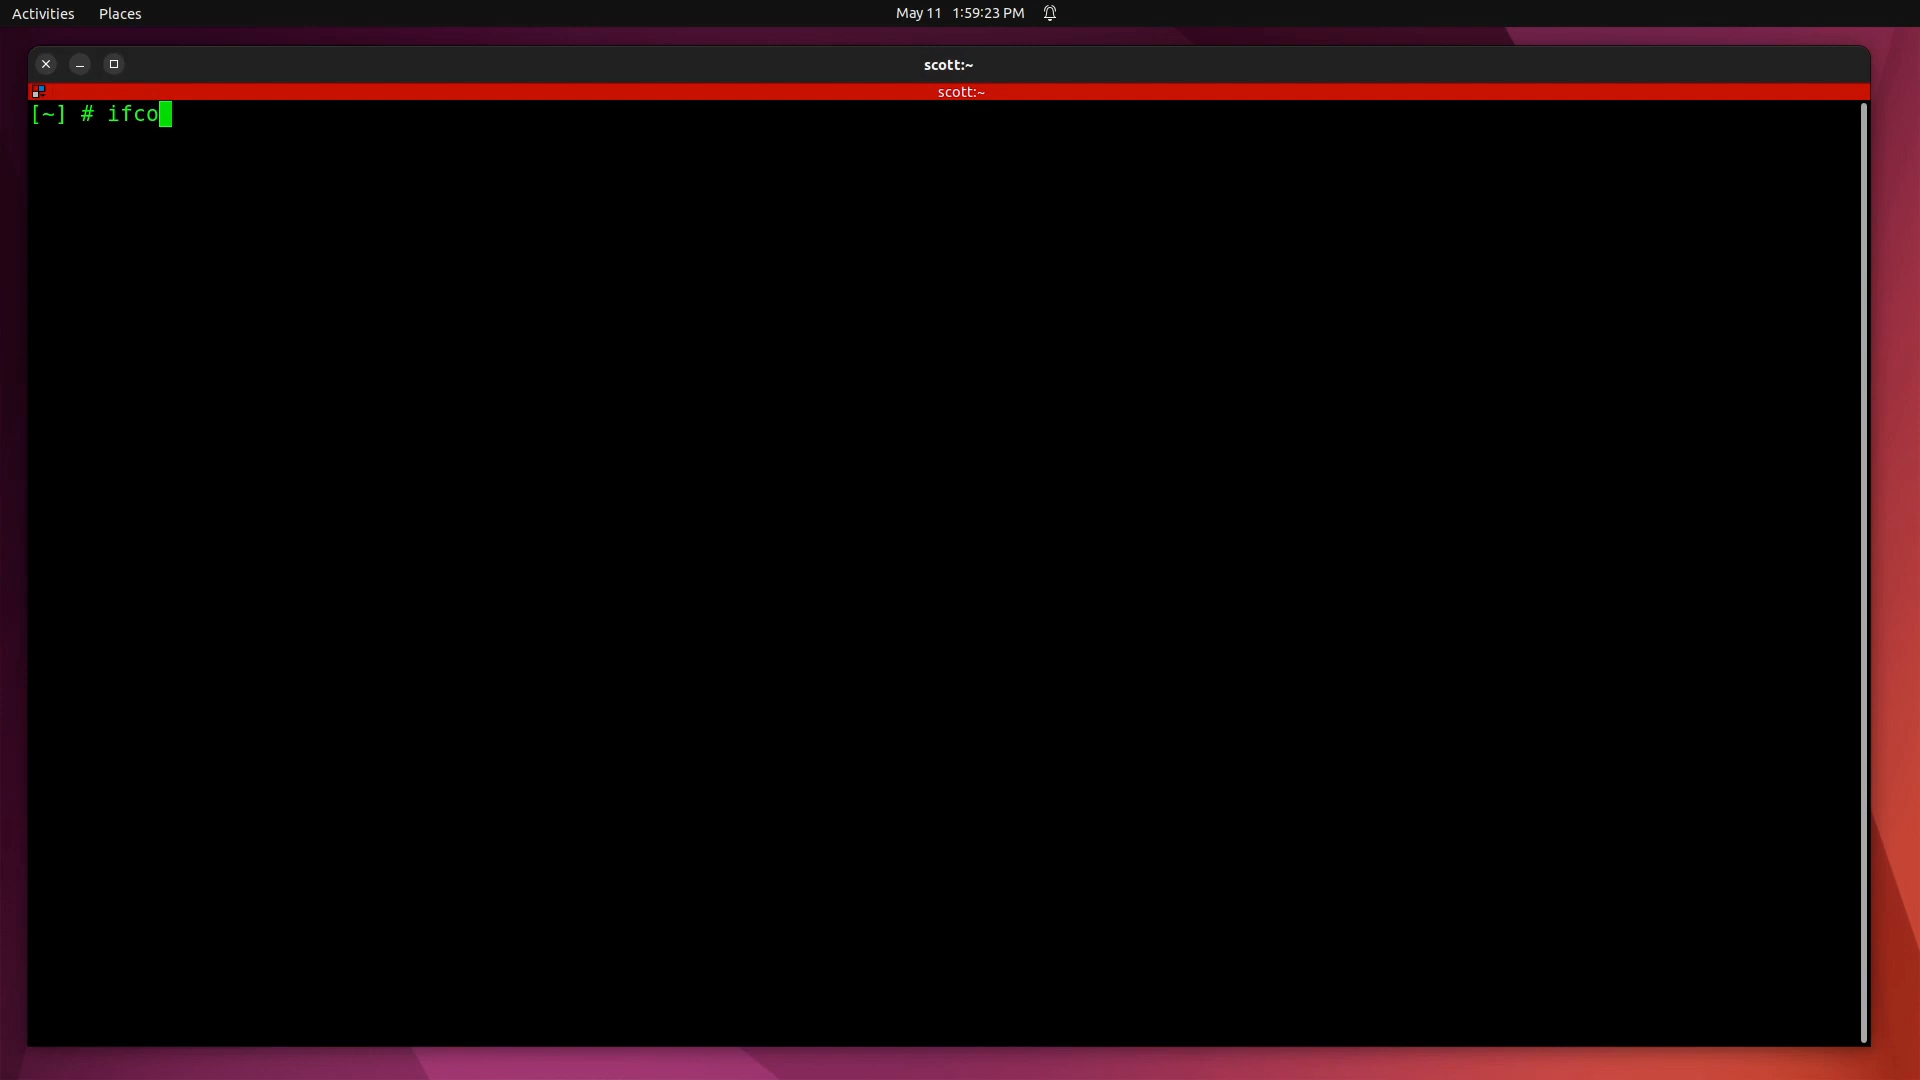 Activities Places May 11 1:59:23 PM
scott:~
scott:~
[~] # ifco